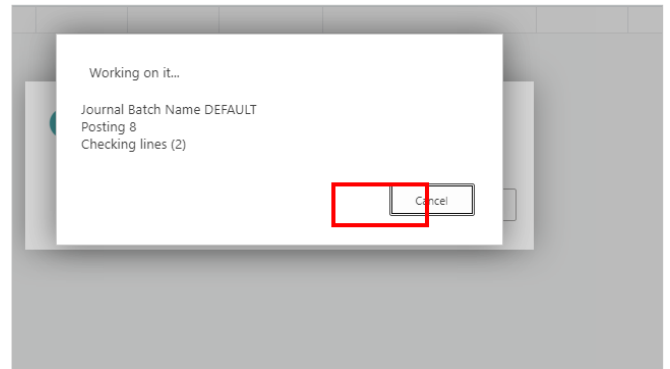 Working on it...
Journal Batch Name DEFAULT
Posting 8
Checking lines (2)
Cancel